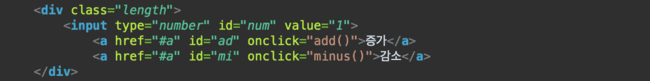 <div class="length">
<input type="number" id="num" value="1">
<a href="#a" id="ad" onclick="add()">증가</a>
<a href="#a" id="mi" onclick="minus()">감소</a>
</div>